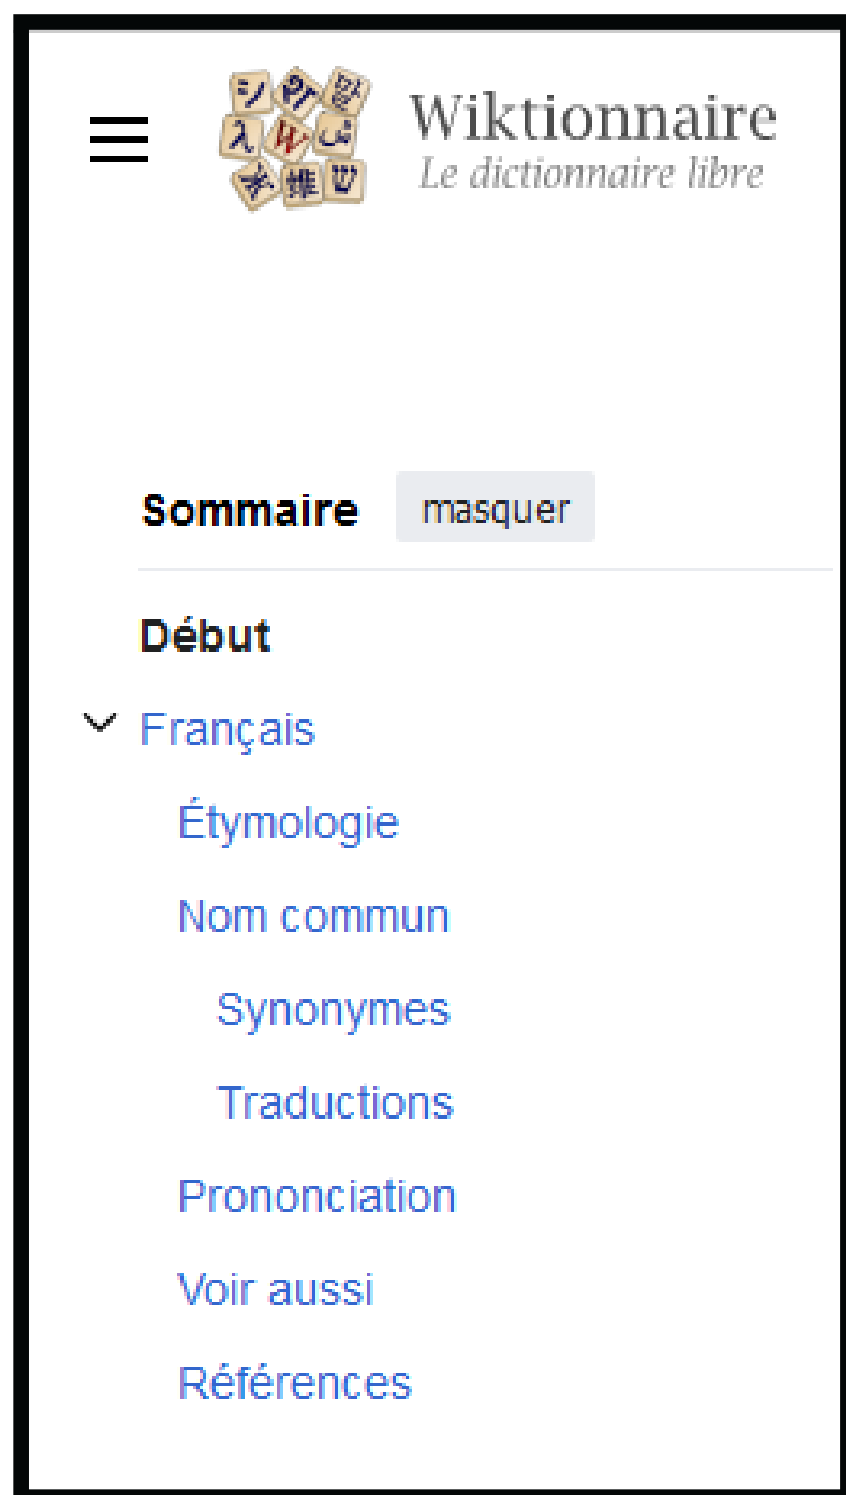 Wiktionnaire
Le dictionnaire libre
Sommaire masquer
Début
Français
Étymologie
Nom commun
Synonymes
Traductions
Prononciation
Voir aussi
Références